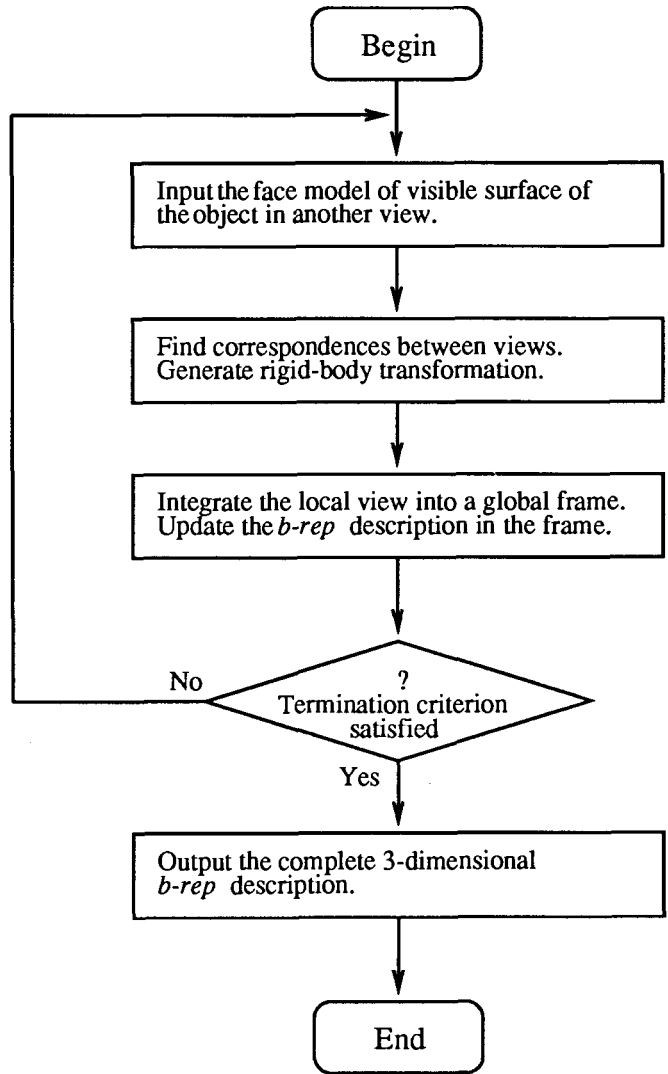 Begin
Input the face model of visible surface of
the object in another view.
Find correspondences between views.
Generate rigid-body transformation.
Integrate the local view into a global frame.
Update the b-rep description in the frame.
?
No
Termination criterion
satisfied
Yes
Output the complete 3-dimensional
b-rep description.
End